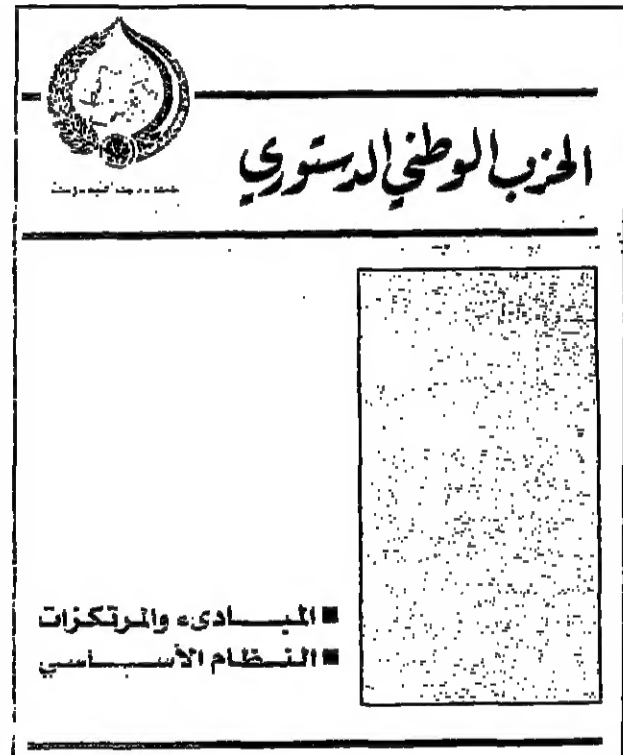 الحزب الوطني الدستوري
■ المبادىء والمرتكزات
■ النظام الأساسي